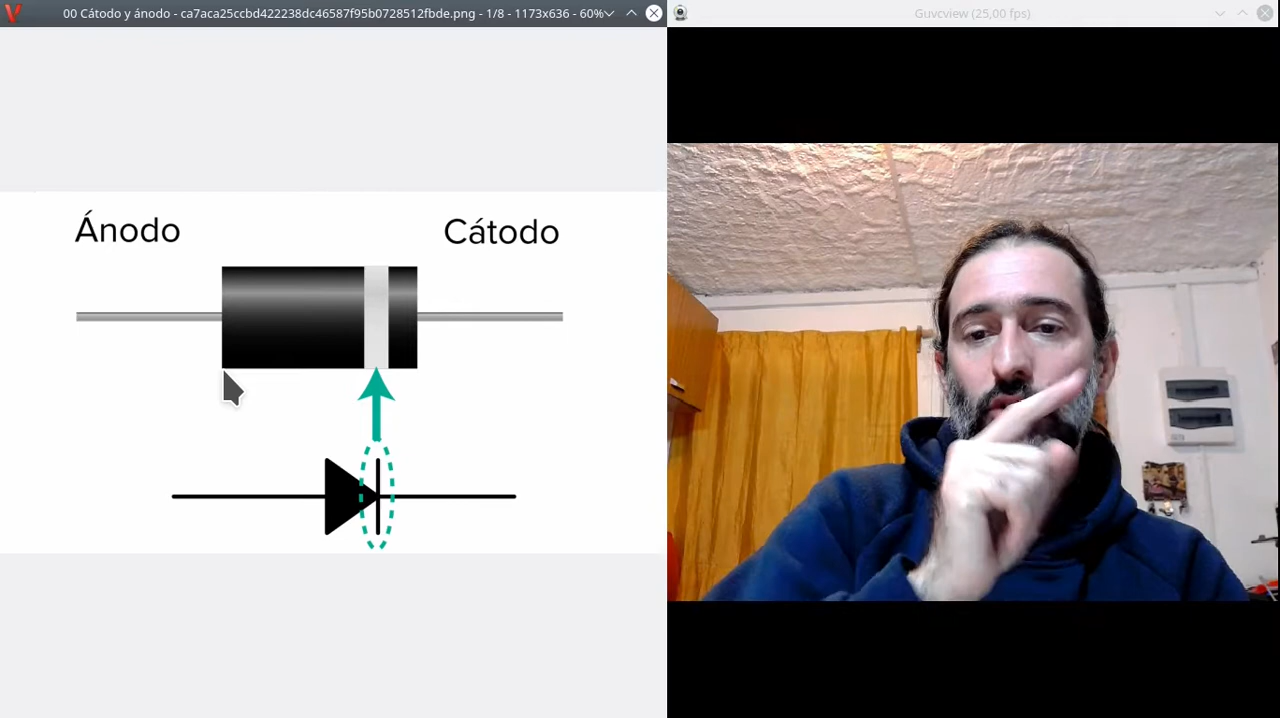 00 Cátodo y ánodo - ca7aca25ccbd422238dc46587f95b0728512fbde.png - 1/8 - 1173x636 - 60%
Guvcview (25,00 fps)
Ánodo
Cátodo